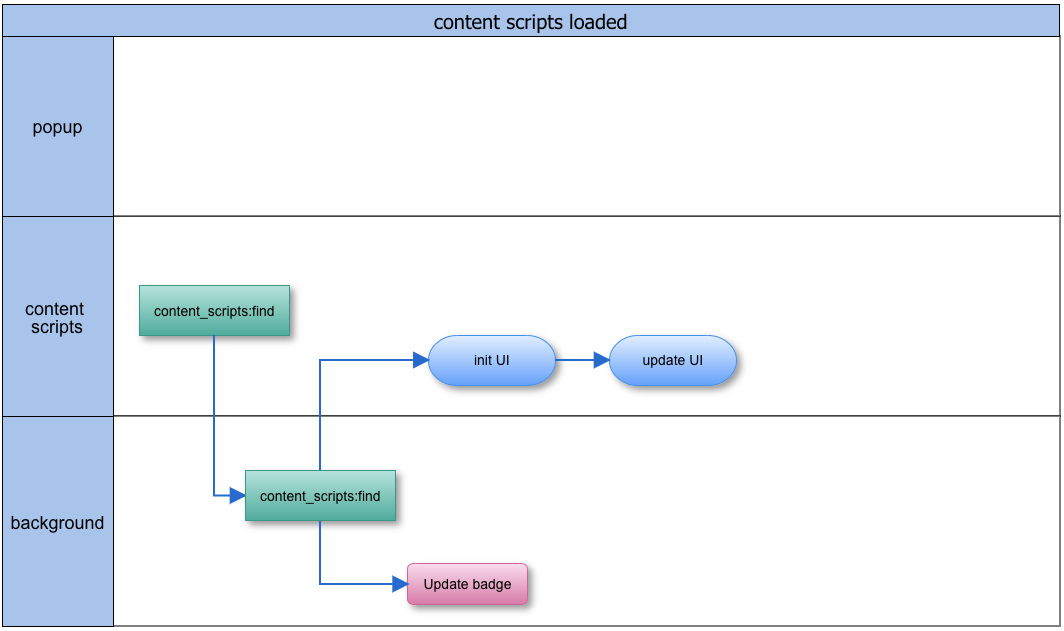 content scripts loaded
popup
content
scripts
content_scripts:find
init UI
update UI
background
content_scripts:find
Update badge